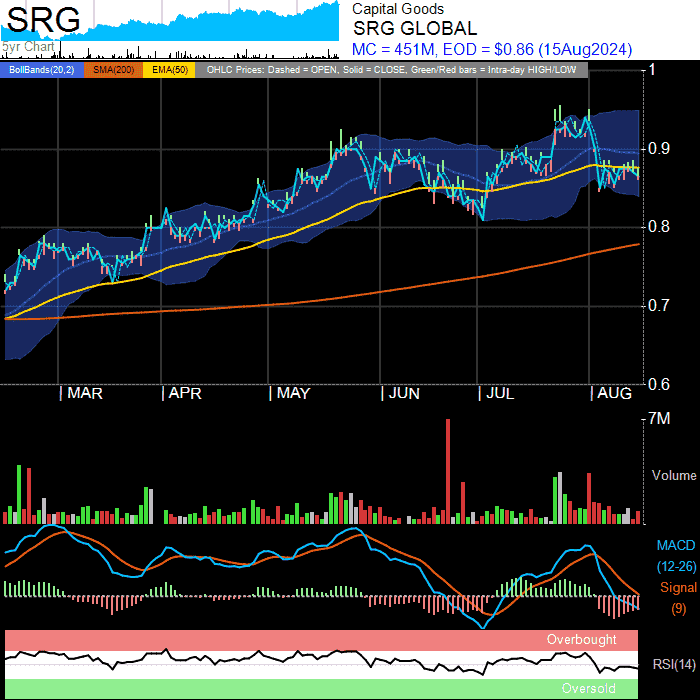 SRG
5yr Chart
Capital Goods
SRG GLOBAL
MC = 451M, EOD = $0.86 (15Aug2024)
BollBands(20,2) SMA(200) EMA(50) OHLC Prices: Dashed = OPEN, Solid = CLOSE, Green/Red bars = Intra-day HIGH/LOW
1
0.9
0.8
0.7
0.6
MAR APR MAY JUN JUL AUG
7M
Volume
MACD
(12-26)
Signal
(9)
Overbought
RSI(14)
Oversold